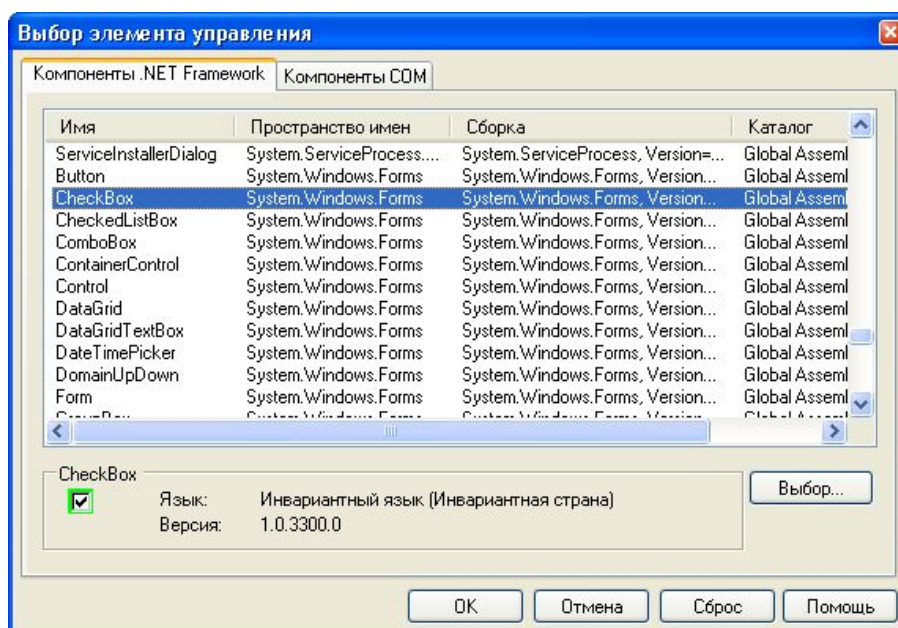 Выбор элемента управления
Компоненты .NET Framework Компоненты COM
Имя Пространство имен Сборка Каталог
ServiceInstallerDialog System.ServiceProcess.... System.ServiceProcess, Version=... Global Assembl
Button System.Windows.Forms System.Windows.Forms, Version... Global Assembl
CheckBox System.Windows.Forms System.Windows.Forms, Version... Global Assembl
CheckedListBox System.Windows.Forms System.Windows.Forms, Version... Global Assembl
ComboBox System.Windows.Forms System.Windows.Forms, Version... Global Assembl
ContainerControl System.Windows.Forms System.Windows.Forms, Version... Global Assembl
Control System.Windows.Forms System.Windows.Forms, Version... Global Assembl
DataGrid System.Windows.Forms System.Windows.Forms, Version... Global Assembl
DataGridTextBox System.Windows.Forms System.Windows.Forms, Version... Global Assembl
DateTimePicker System.Windows.Forms System.Windows.Forms, Version... Global Assembl
DomainUpDown System.Windows.Forms System.Windows.Forms, Version... Global Assembl
Form System.Windows.Forms System.Windows.Forms, Version... Global Assembl
CheckBox
Язык: Инвариантный язык (Инвариантная страна)
Версия: 1.0.3300.0
Выбор...
OK Отмена Сброс Помощь